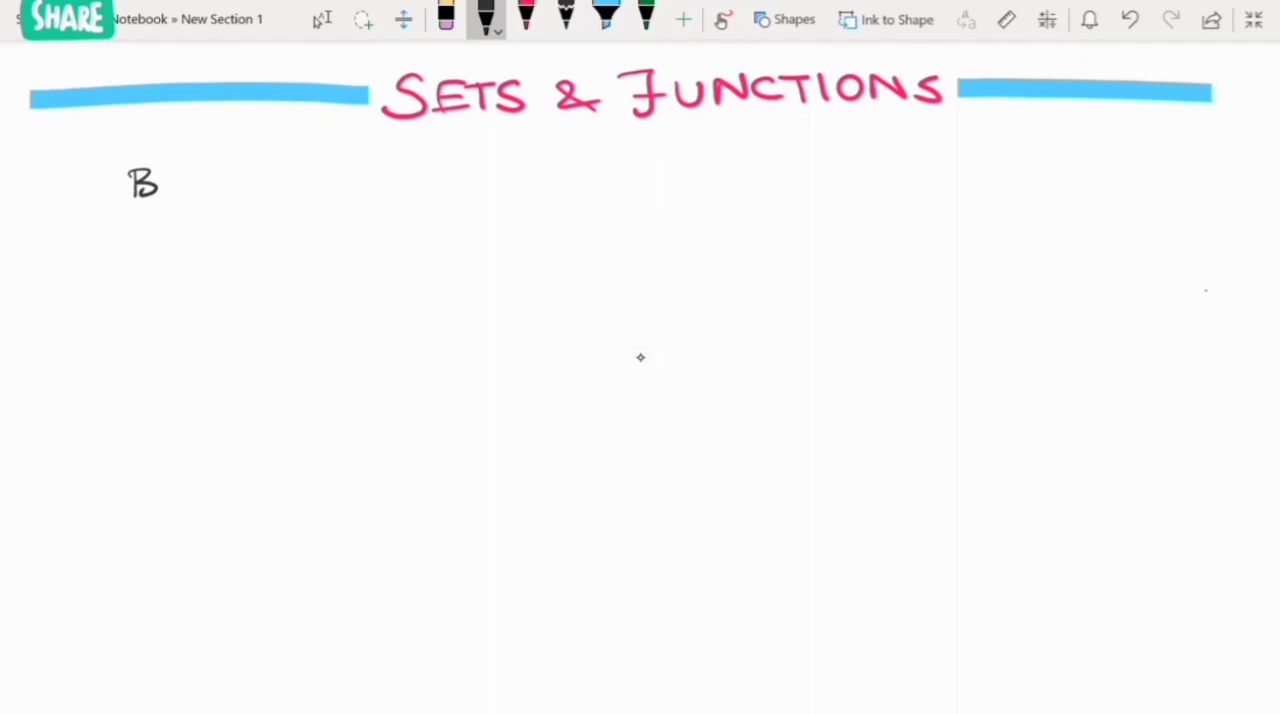 SHARE
Notebook » New Section 1
Shapes
Ink to Shape
SETS & FUNCTIONS
B